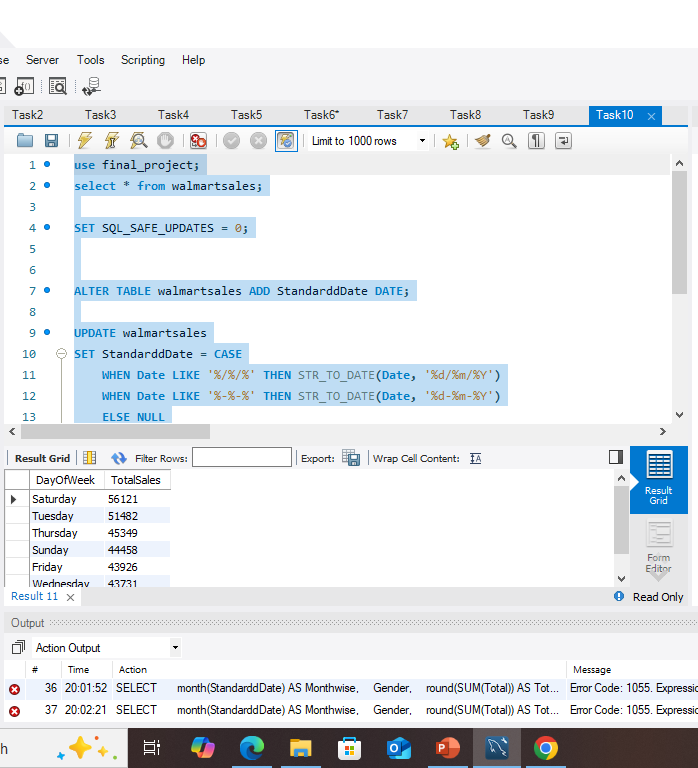 se Server Tools Scripting Help
Task2 Task3 Task4 Task5 Task6* Task7 Task8 Task9 Task10
Limit to 1000 rows
1 use final_project;
2 select * from walmartsales;
3
4 SET SQL_SAFE_UPDATES = 0;
5
6
7 ALTER TABLE walmartsales ADD StandarddDate DATE;
8
9 UPDATE walmartsales
10 SET StandarddDate = CASE
11 WHEN Date LIKE '%/%/%' THEN STR_TO_DATE(Date, '%d/%m/%Y')
12 WHEN Date LIKE '%-%-%' THEN STR_TO_DATE(Date, '%d-%m-%Y')
13 ELSE NULL
Result Grid Filter Rows: Export: Wrap Cell Content:
DayOfWeek TotalSales
Saturday 56121
Tuesday 51482
Thursday 45349
Sunday 44458
Friday 43926
Wednesday 43731
Result
Grid
Form
Editor
Result 11 Read Only
Output
Action Output
# Time Action Message
36 20:01:52 SELECT month(StandarddDate) AS Monthwise, Gender, round(SUM(Total)) AS Tot... Error Code: 1055. Expressio
37 20:02:21 SELECT month(StandarddDate) AS Monthwise, Gender, round(SUM(Total)) AS Tot... Error Code: 1055. Expressio
h